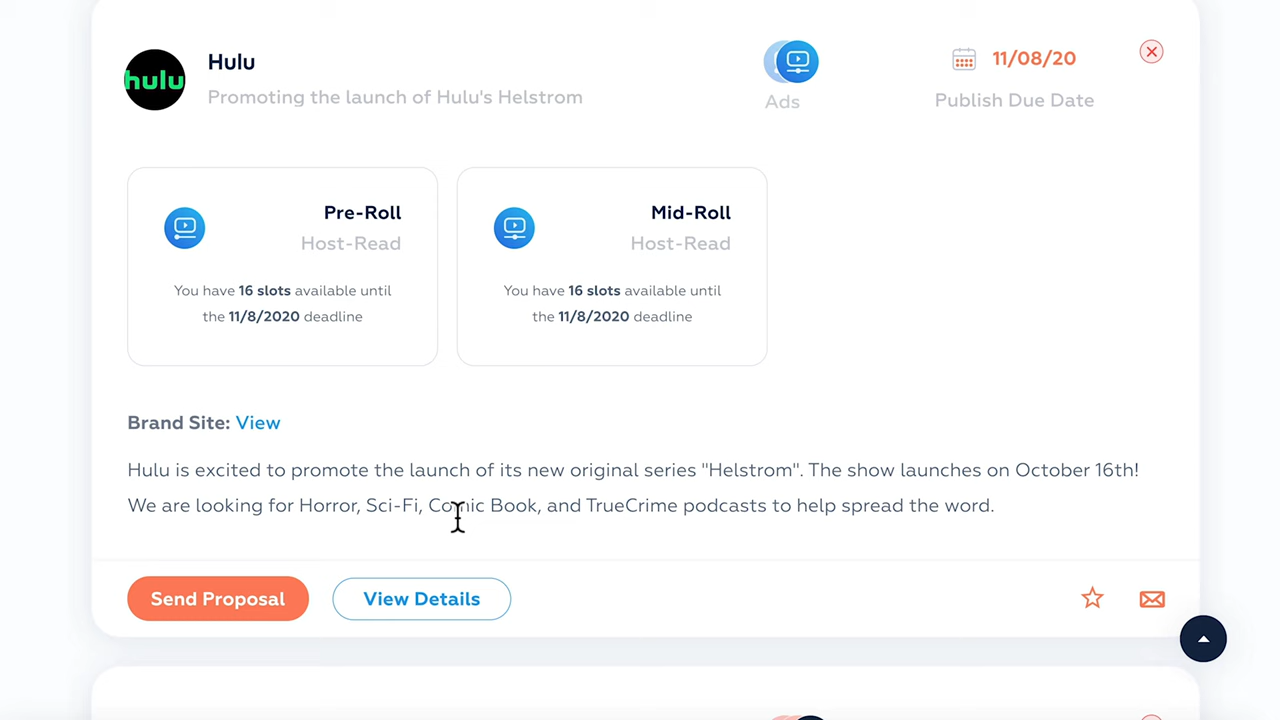 hulu
Hulu
Promoting the launch of Hulu's Helstrom
Ads
11/08/20
Publish Due Date
Pre-Roll
Host-Read
You have 16 slots available until
the 11/8/2020 deadline
Mid-Roll
Host-Read
You have 16 slots available until
the 11/8/2020 deadline
Brand Site: View
Hulu is excited to promote the launch of its new original series "Helstrom". The show launches on October 16th!
We are looking for Horror, Sci-Fi, Comic Book, and TrueCrime podcasts to help spread the word.
Send Proposal
View Details